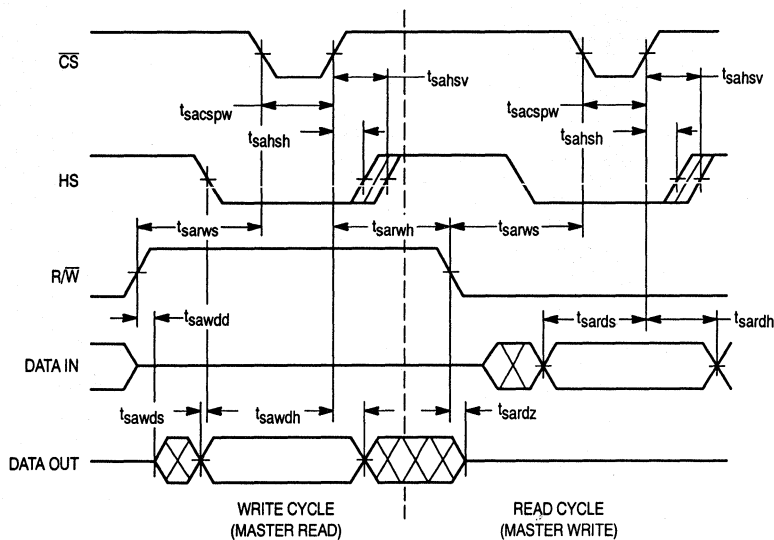 CS
tsahsv
tsahsv
tsacspw
tsacspw
tsahsh
tsahsh
HS
tsarws
tsarwh
tsarws
R/W
tsawdd
tsards
tsardh
DATA IN
tsawds
tsawdh
tsardz
DATA OUT
WRITE CYCLE
(MASTER READ)
READ CYCLE
(MASTER WRITE)